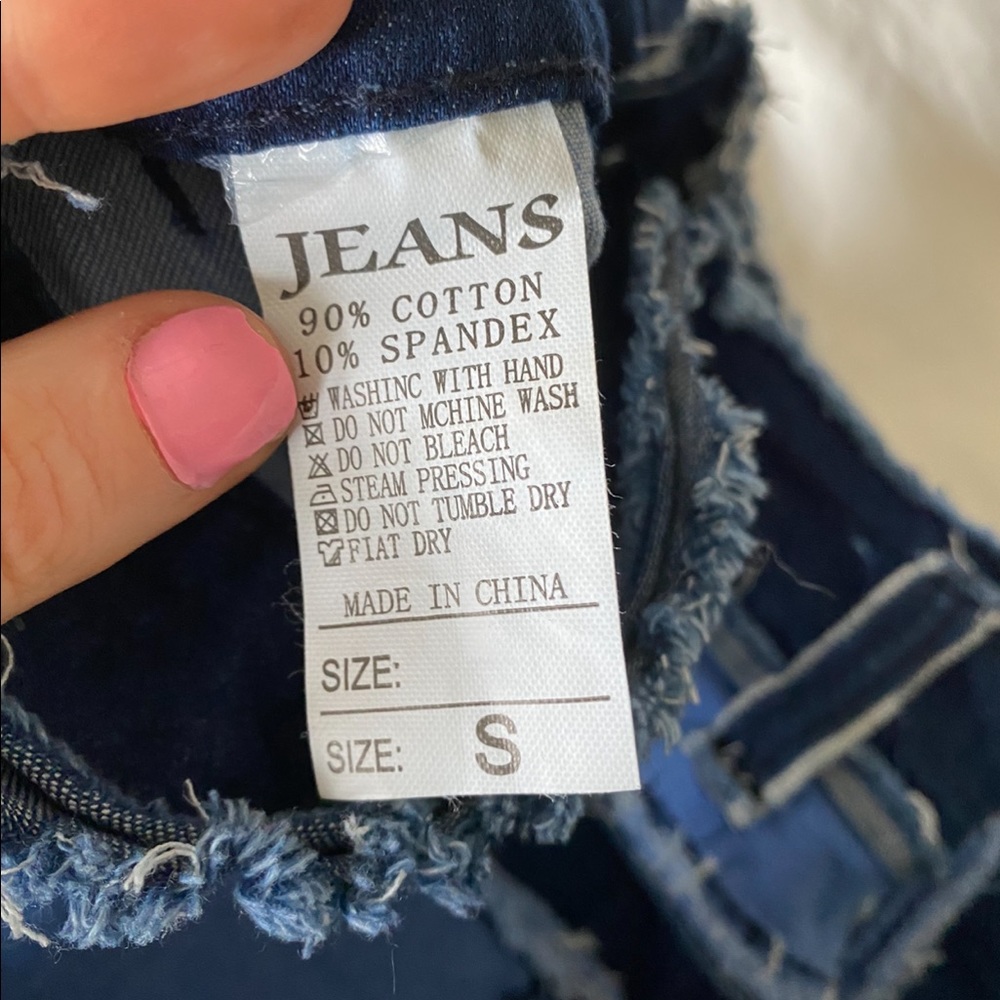 JEANS
90% COTTON
10% SPANDEX
WASHINC WITH HAND
DO NOT MCHINE WASH
DO NOT BLEACH
STEAM PRESSING
DO NOT TUMBLE DRY
FIAT DRY
MADE IN CHINA
SIZE:
SIZE: S